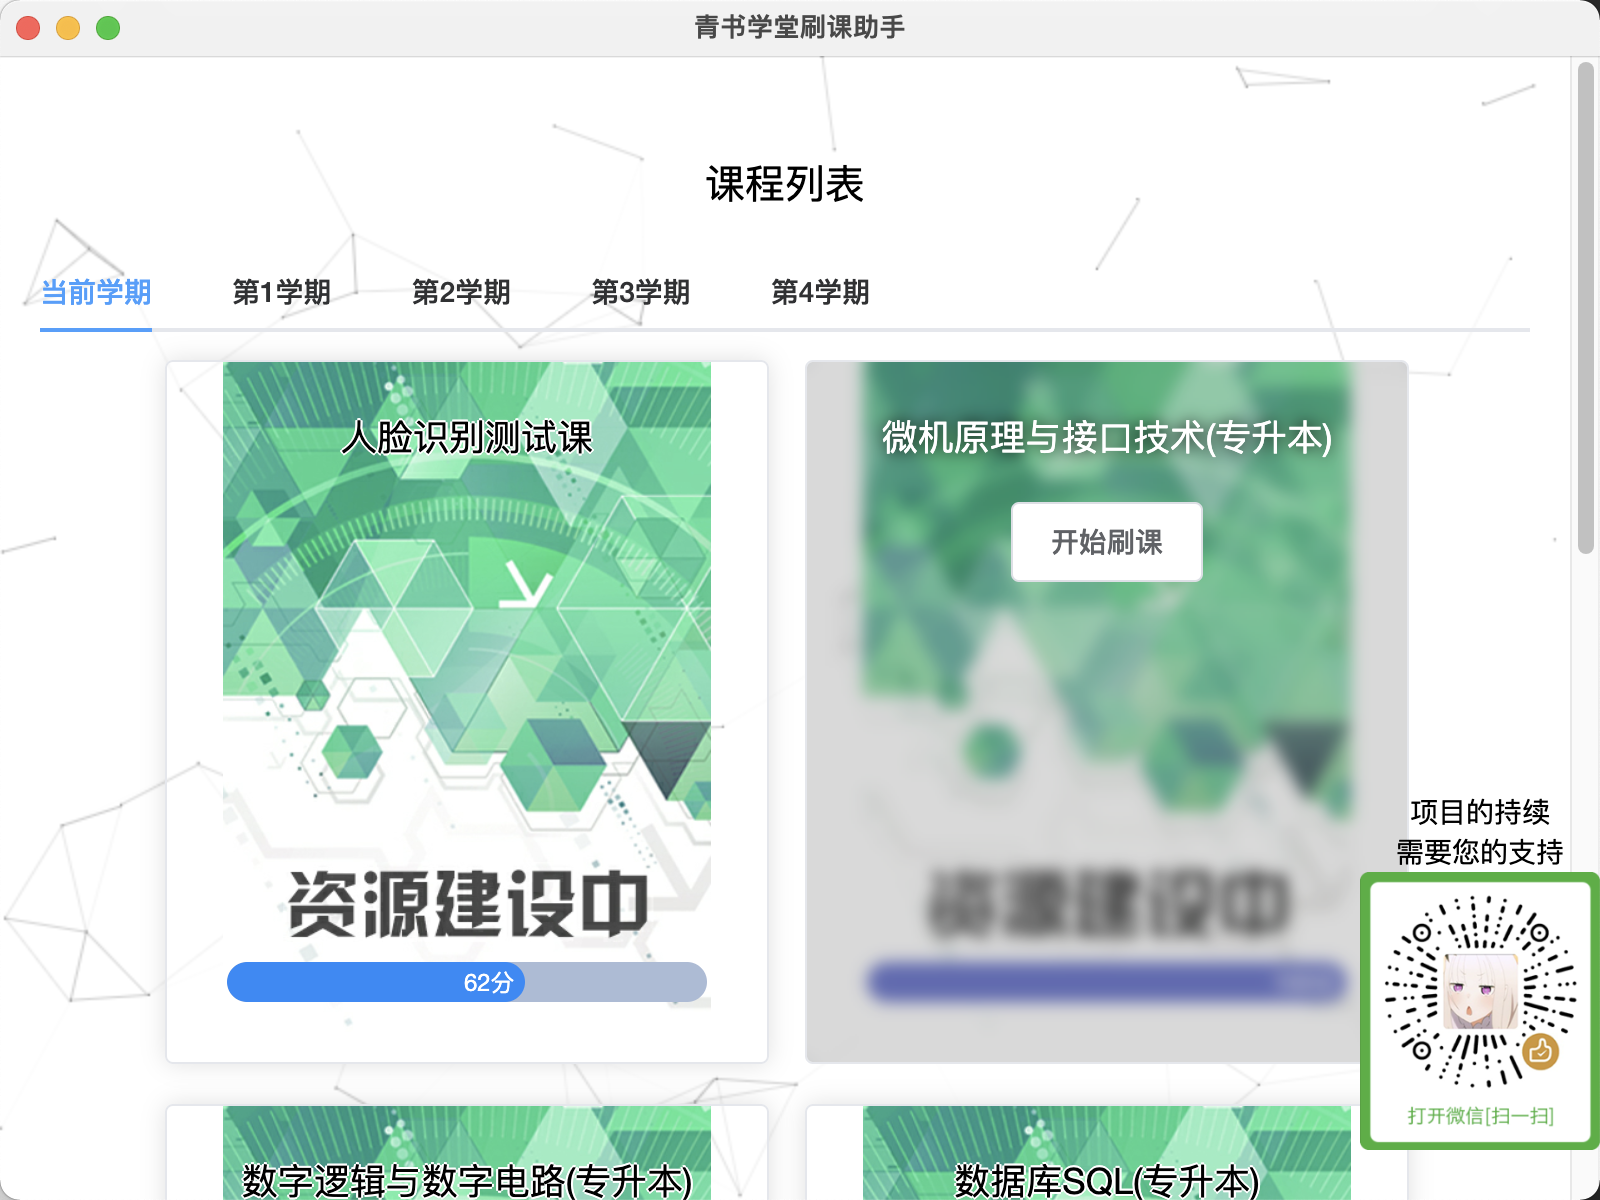 青书学堂刷课助手
课程列表
当前学期
第1学期
第2学期
第3学期
第4学期
人脸识别测试课
资源建设中
62分
微机原理与接口技术(专升本)
开始刷课
资源建设中
数字逻辑与数字电路(专升本)
数据库SQL(专升本)
项目的持续
需要您的支持
打开微信[扫一扫]